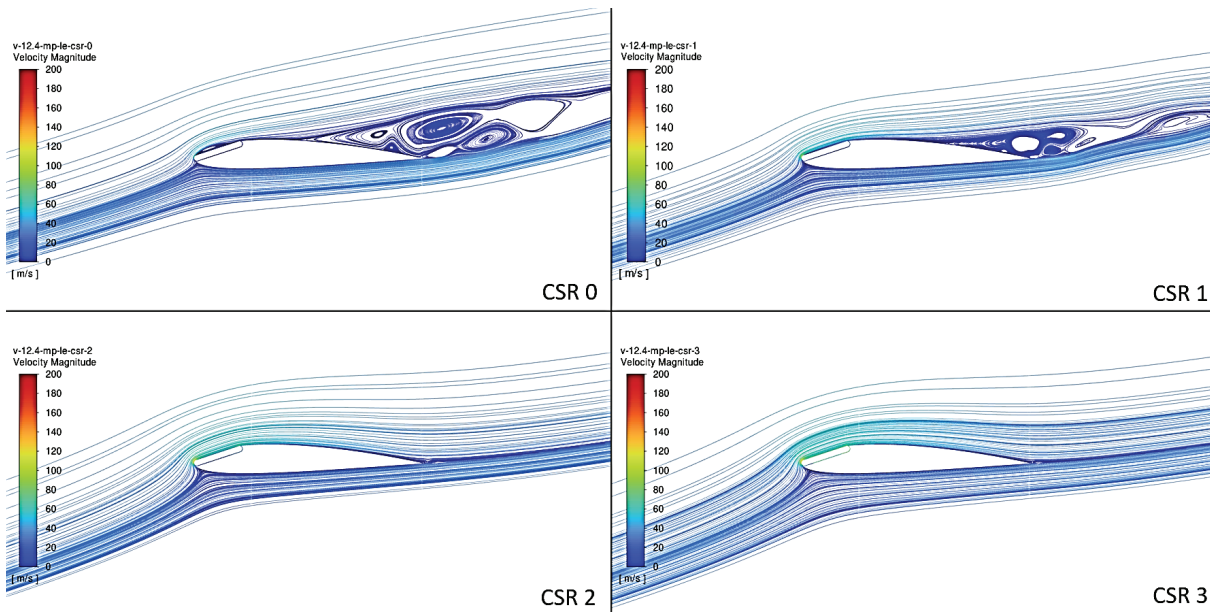 v-12.4-mp-le-csr-0
Velocity Magnitude
200
180
160
140
120
100
80
60
40
20
0
[ m/s ]
CSR 0
v-12.4-mp-le-csr-1
Velocity Magnitude
200
180
160
140
120
100
80
60
40
20
0
[ m/s ]
CSR 1
v-12.4-mp-le-csr-2
Velocity Magnitude
200
180
160
140
120
100
80
60
40
20
0
[ m/s ]
CSR 2
v-12.4-mp-le-csr-3
Velocity Magnitude
200
180
160
140
120
100
80
60
40
20
0
[ m/s ]
CSR 3